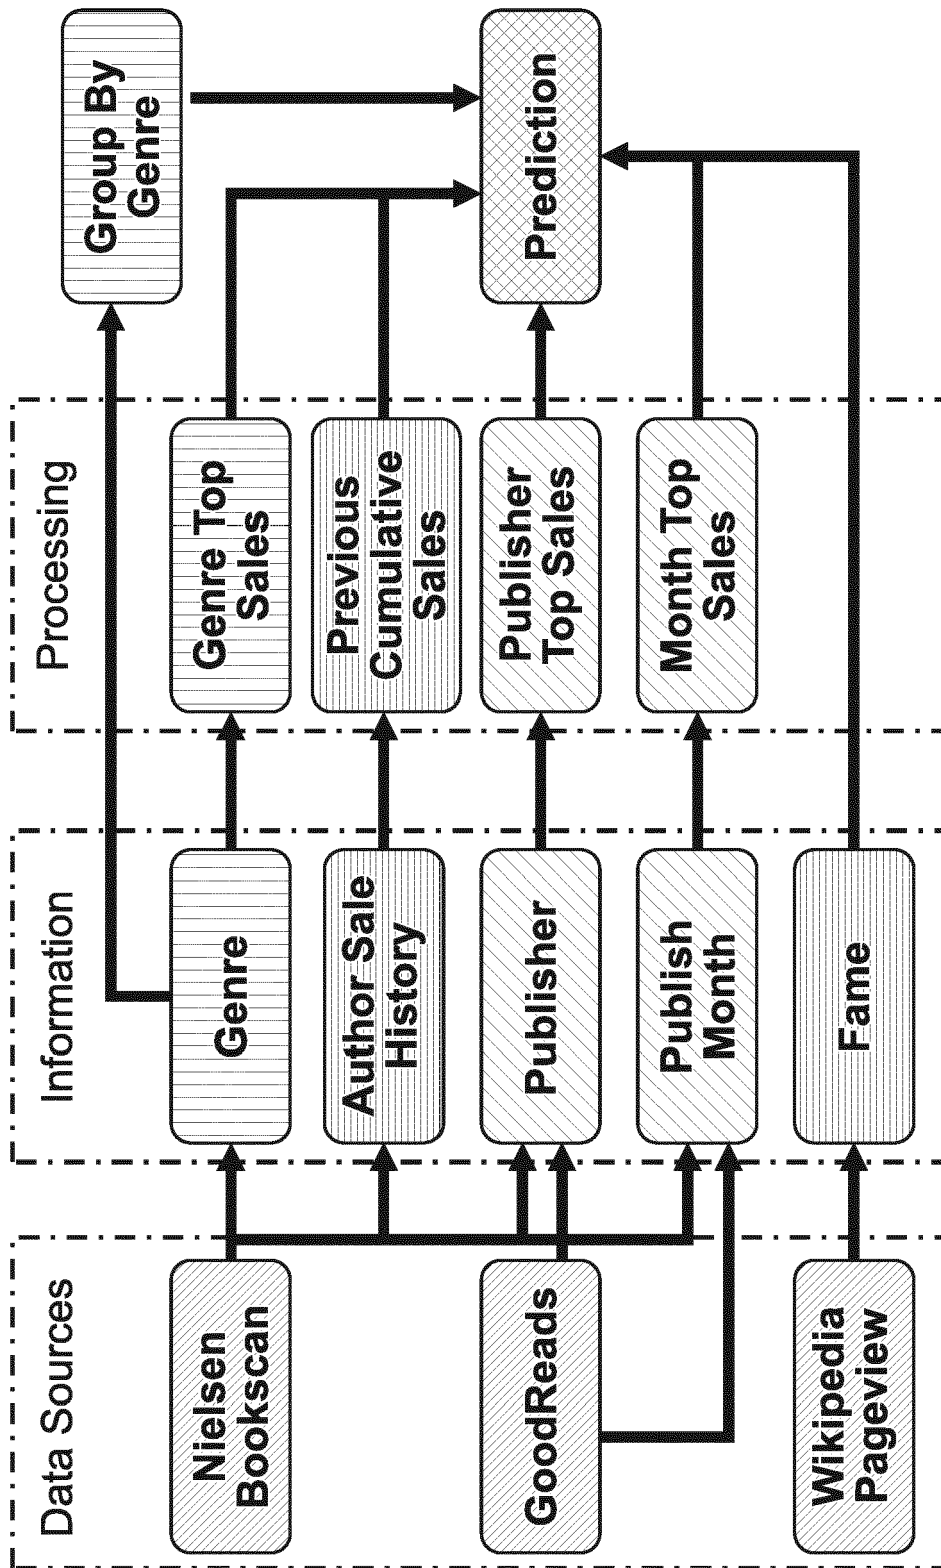 Data Sources
Nielsen
Bookscan
GoodReads
Wikipedia
Pageview
Information
Genre
Author Sale
History
Publisher
Publish
Month
Fame
Processing
Genre Top
Sales
Previous
Cumulative
Sales
Publisher
Top Sales
Month Top
Sales
Group By
Genre
Prediction